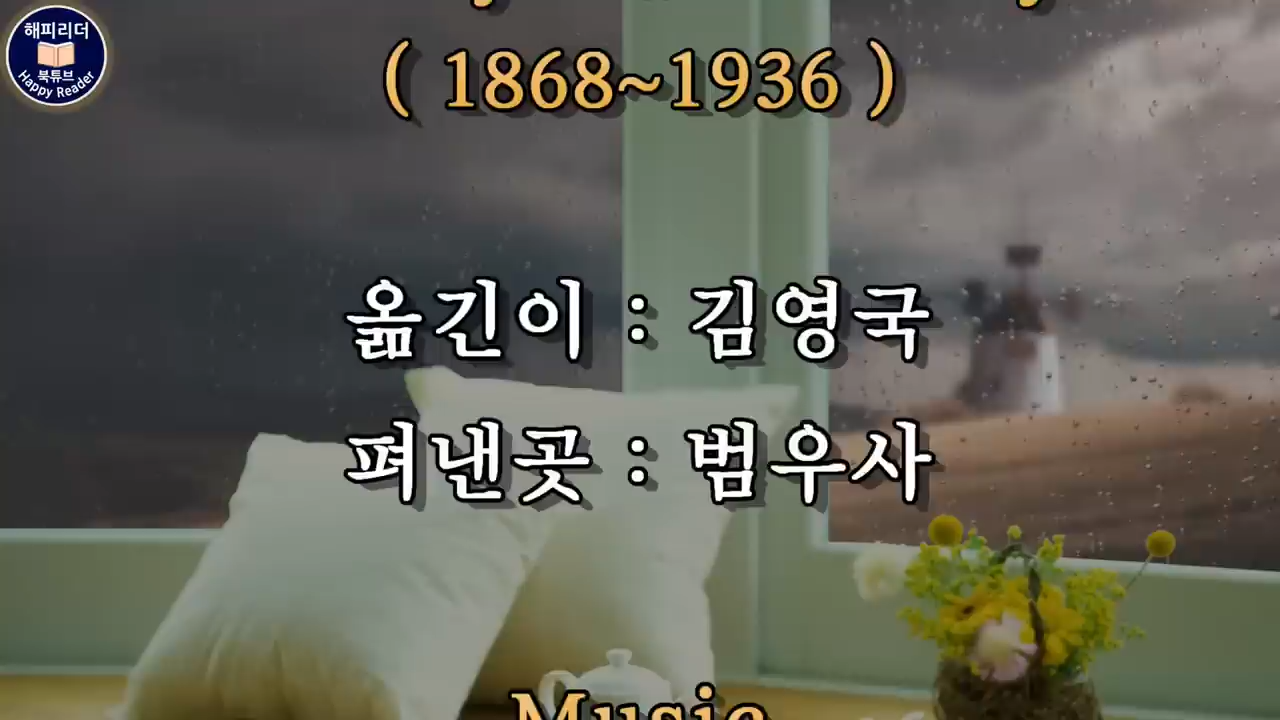 해피리더
북튜브
Happy Reader
( 1868~1936 )
옮긴이 : 김영국
펴낸곳 : 범우사
Music